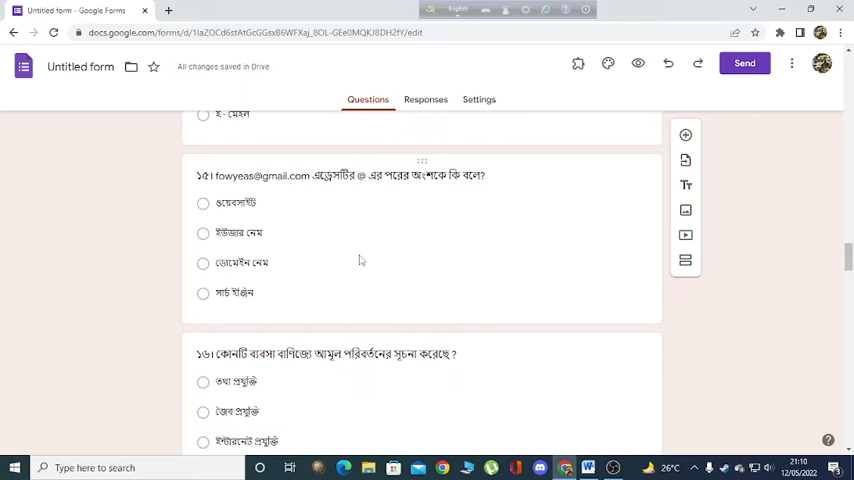 Untitled form - Google Forms
English
docs.google.com/forms/d/1laZOCd6stAtGcGGsxB6WFXaj_8OL-GEe0MQKJ8DH2fY/edit
Untitled form
All changes saved in Drive
Send
Questions
Responses
Settings
ই - মেইল
১৫। fowyeas@gmail.com এড্রেসটির @ এর পরের অংশকে কি বলে?
ওয়েবসাইট
ইউজার নেম
ডোমেইন নেম
সার্চ ইঞ্জিন
১৬। কোনটি ব্যবসা বাণিজ্যে আমূল পরিবর্তনের সূচনা করেছে ?
তথ্য প্রযুক্তি
জৈব প্রযুক্তি
ইন্টারনেট প্রযুক্তি
Type here to search
26°C
21:10
12/05/2022
3